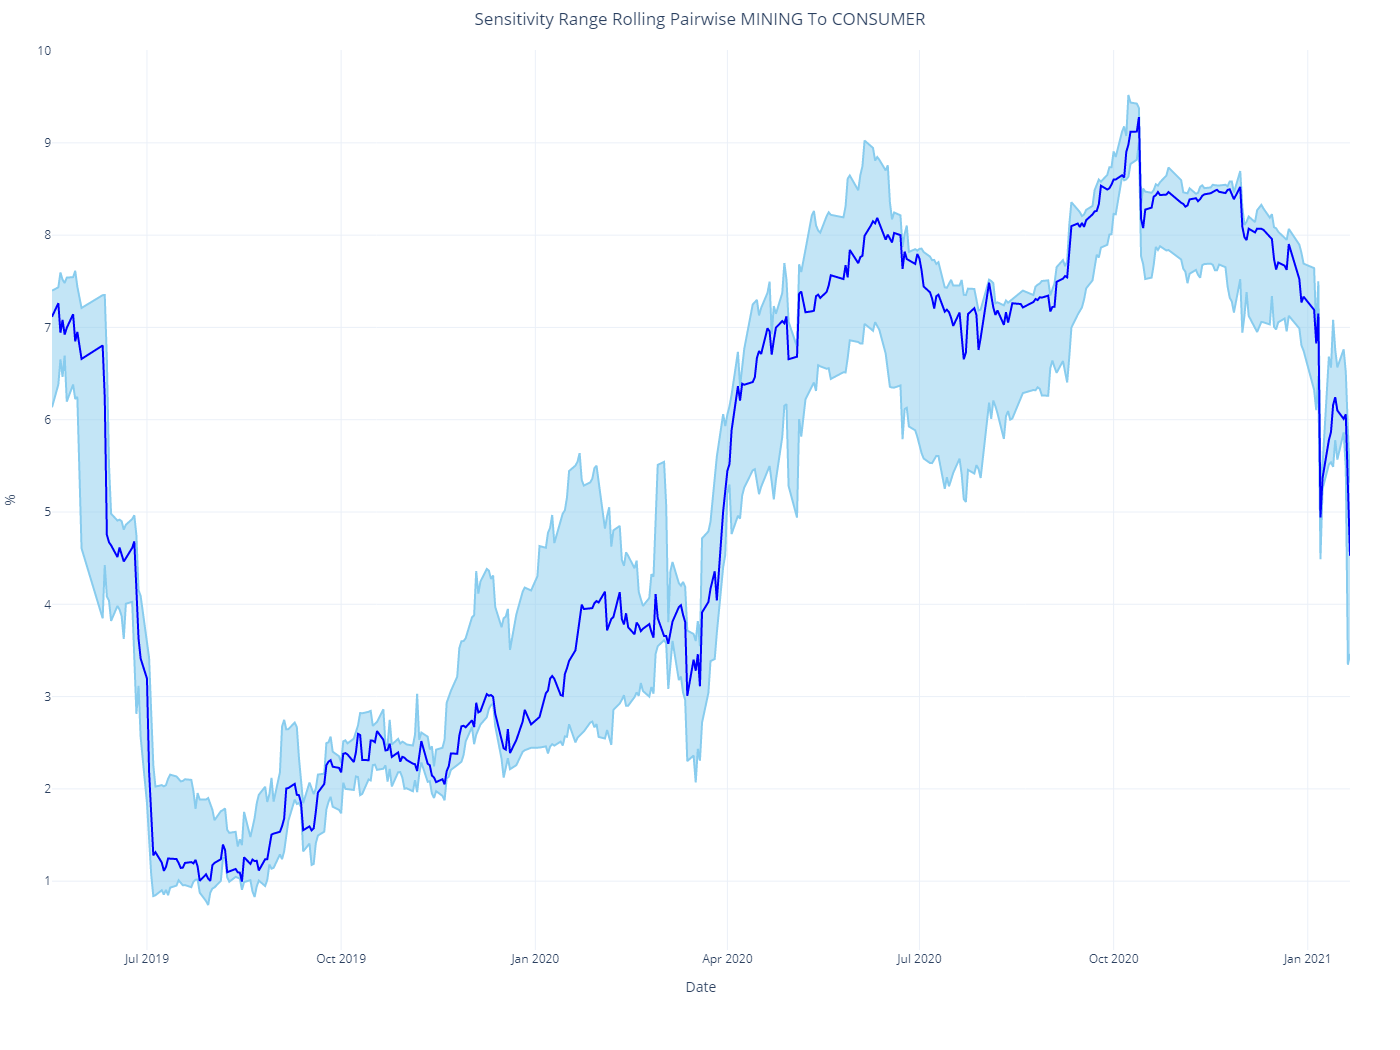 Sensitivity Range Rolling Pairwise MINING To CONSUMER
10
9
8
7
6
5
4
3
2
1
%
Jul 2019
Oct 2019
Jan 2020
Apr 2020
Jul 2020
Oct 2020
Jan 2021
Date